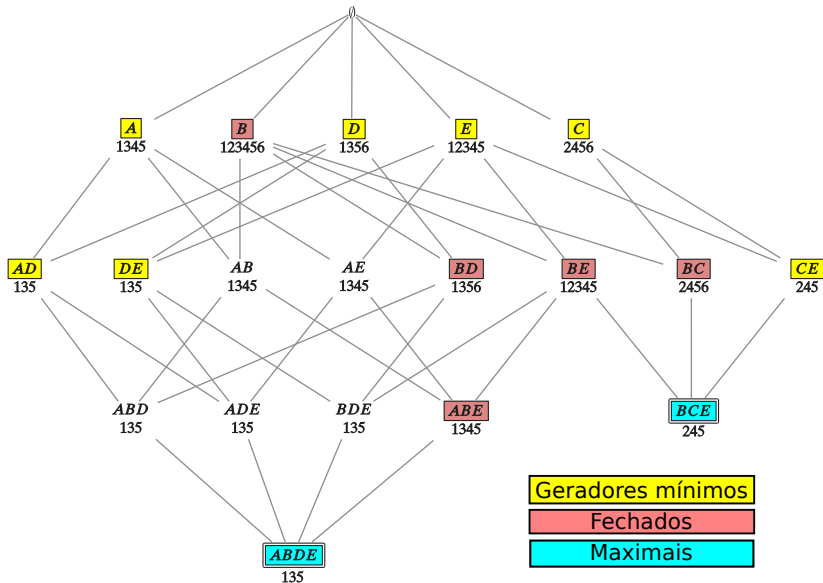 ∅
A B D E C
1345 123456 1356 12345 2456
AD DE AB AE BD BE BC CE
135 135 1345 1345 1356 12345 2456 245
ABD ADE BDE ABE BCE
135 135 135 1345 245
Geradores mínimos
Fechados
Maximais
ABDE
135